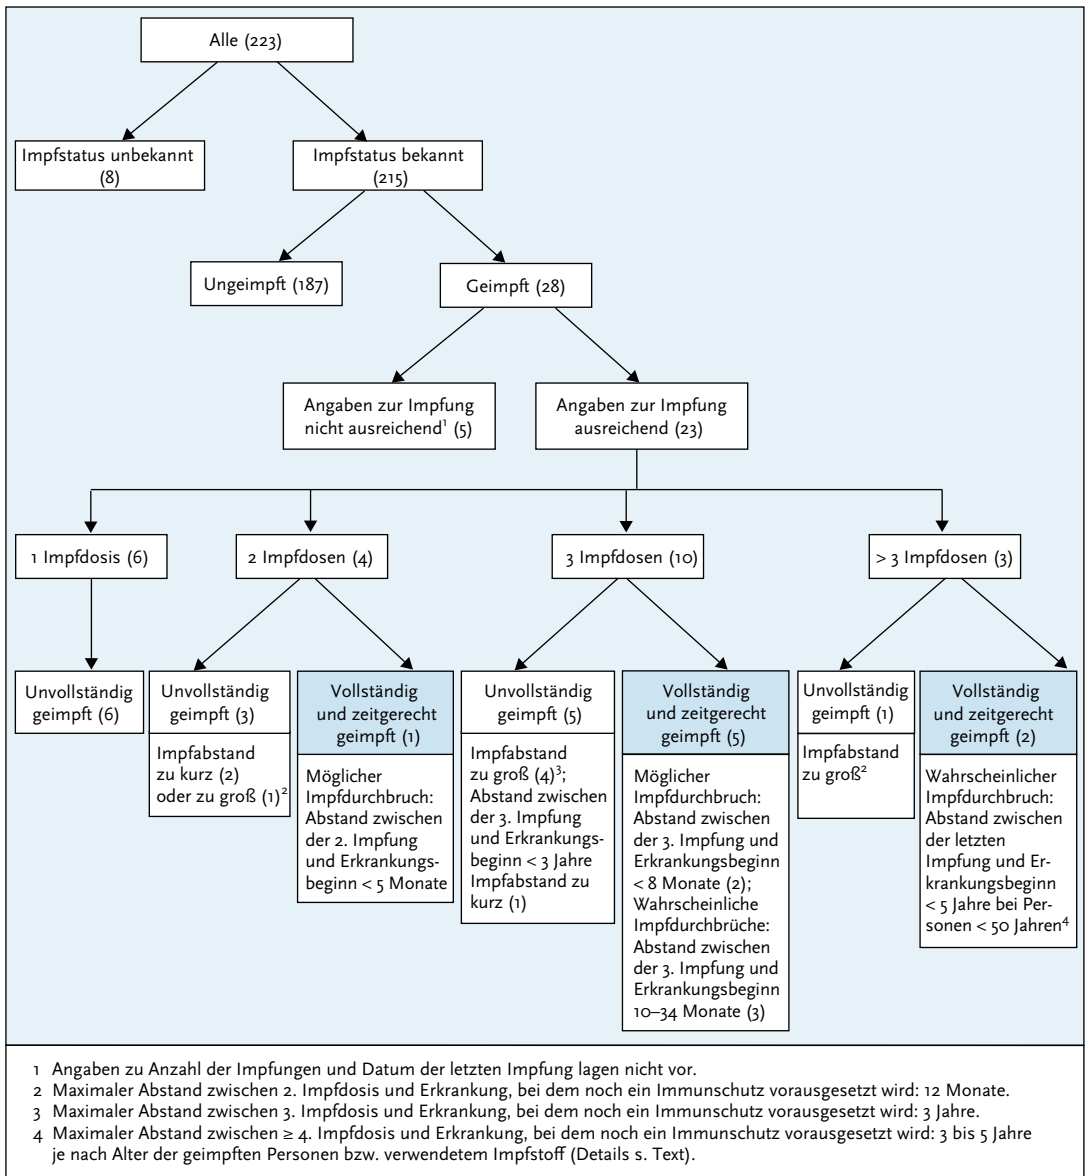 Alle (223)
Impfstatus unbekannt
(8)
Impfstatus bekannt
(215)
Ungeimpft (187)
Geimpft (28)
Angaben zur Impfung
nicht ausreichend¹ (5)
Angaben zur Impfung
ausreichend (23)
1 Impfdosis (6)
2 Impfdosen (4)
3 Impfdosen (10)
> 3 Impfdosen (3)
Unvollständig
geimpft (6)
Unvollständig
geimpft (3)
Impfabstand
zu kurz (2)
oder zu groß (1)²
Vollständig
und zeitgerecht
geimpft (1)
Möglicher
Impfdurchbruch:
Abstand zwischen
der 2. Impfung
und Erkrankungs-
beginn < 5 Monate
Unvollständig
geimpft (5)
Impfabstand
zu groß (4)³;
Abstand zwischen
der 3. Impfung
und Erkrankungs-
beginn < 3 Jahre
Impfabstand zu
kurz (1)
Vollständig
und zeitgerecht
geimpft (5)
Möglicher
Impfdurchbruch:
Abstand zwischen
der 3. Impfung und
Erkrankungsbeginn
< 8 Monate (2);
Wahrscheinliche
Impfdurchbrüche:
Abstand zwischen
der 3. Impfung und
Erkrankungsbeginn
10–34 Monate (3)
Unvollständig
geimpft (1)
Impfabstand
zu groß²
Vollständig
und zeitgerecht
geimpft (2)
Wahrscheinlicher
Impfdurchbruch:
Abstand zwischen
der letzten
Impfung und Er-
krankungsbeginn
< 5 Jahre bei Per-
sonen < 50 Jahren⁴
1 Angaben zu Anzahl der Impfungen und Datum der letzten Impfung lagen nicht vor.
2 Maximaler Abstand zwischen 2. Impfdosis und Erkrankung, bei dem noch ein Immunschutz vorausgesetzt wird: 12 Monate.
3 Maximaler Abstand zwischen 3. Impfdosis und Erkrankung, bei dem noch ein Immunschutz vorausgesetzt wird: 3 Jahre.
4 Maximaler Abstand zwischen ≥ 4. Impfdosis und Erkrankung, bei dem noch ein Immunschutz vorausgesetzt wird: 3 bis 5 Jahre
je nach Alter der geimpften Personen bzw. verwendetem Impfstoff (Details s. Text).